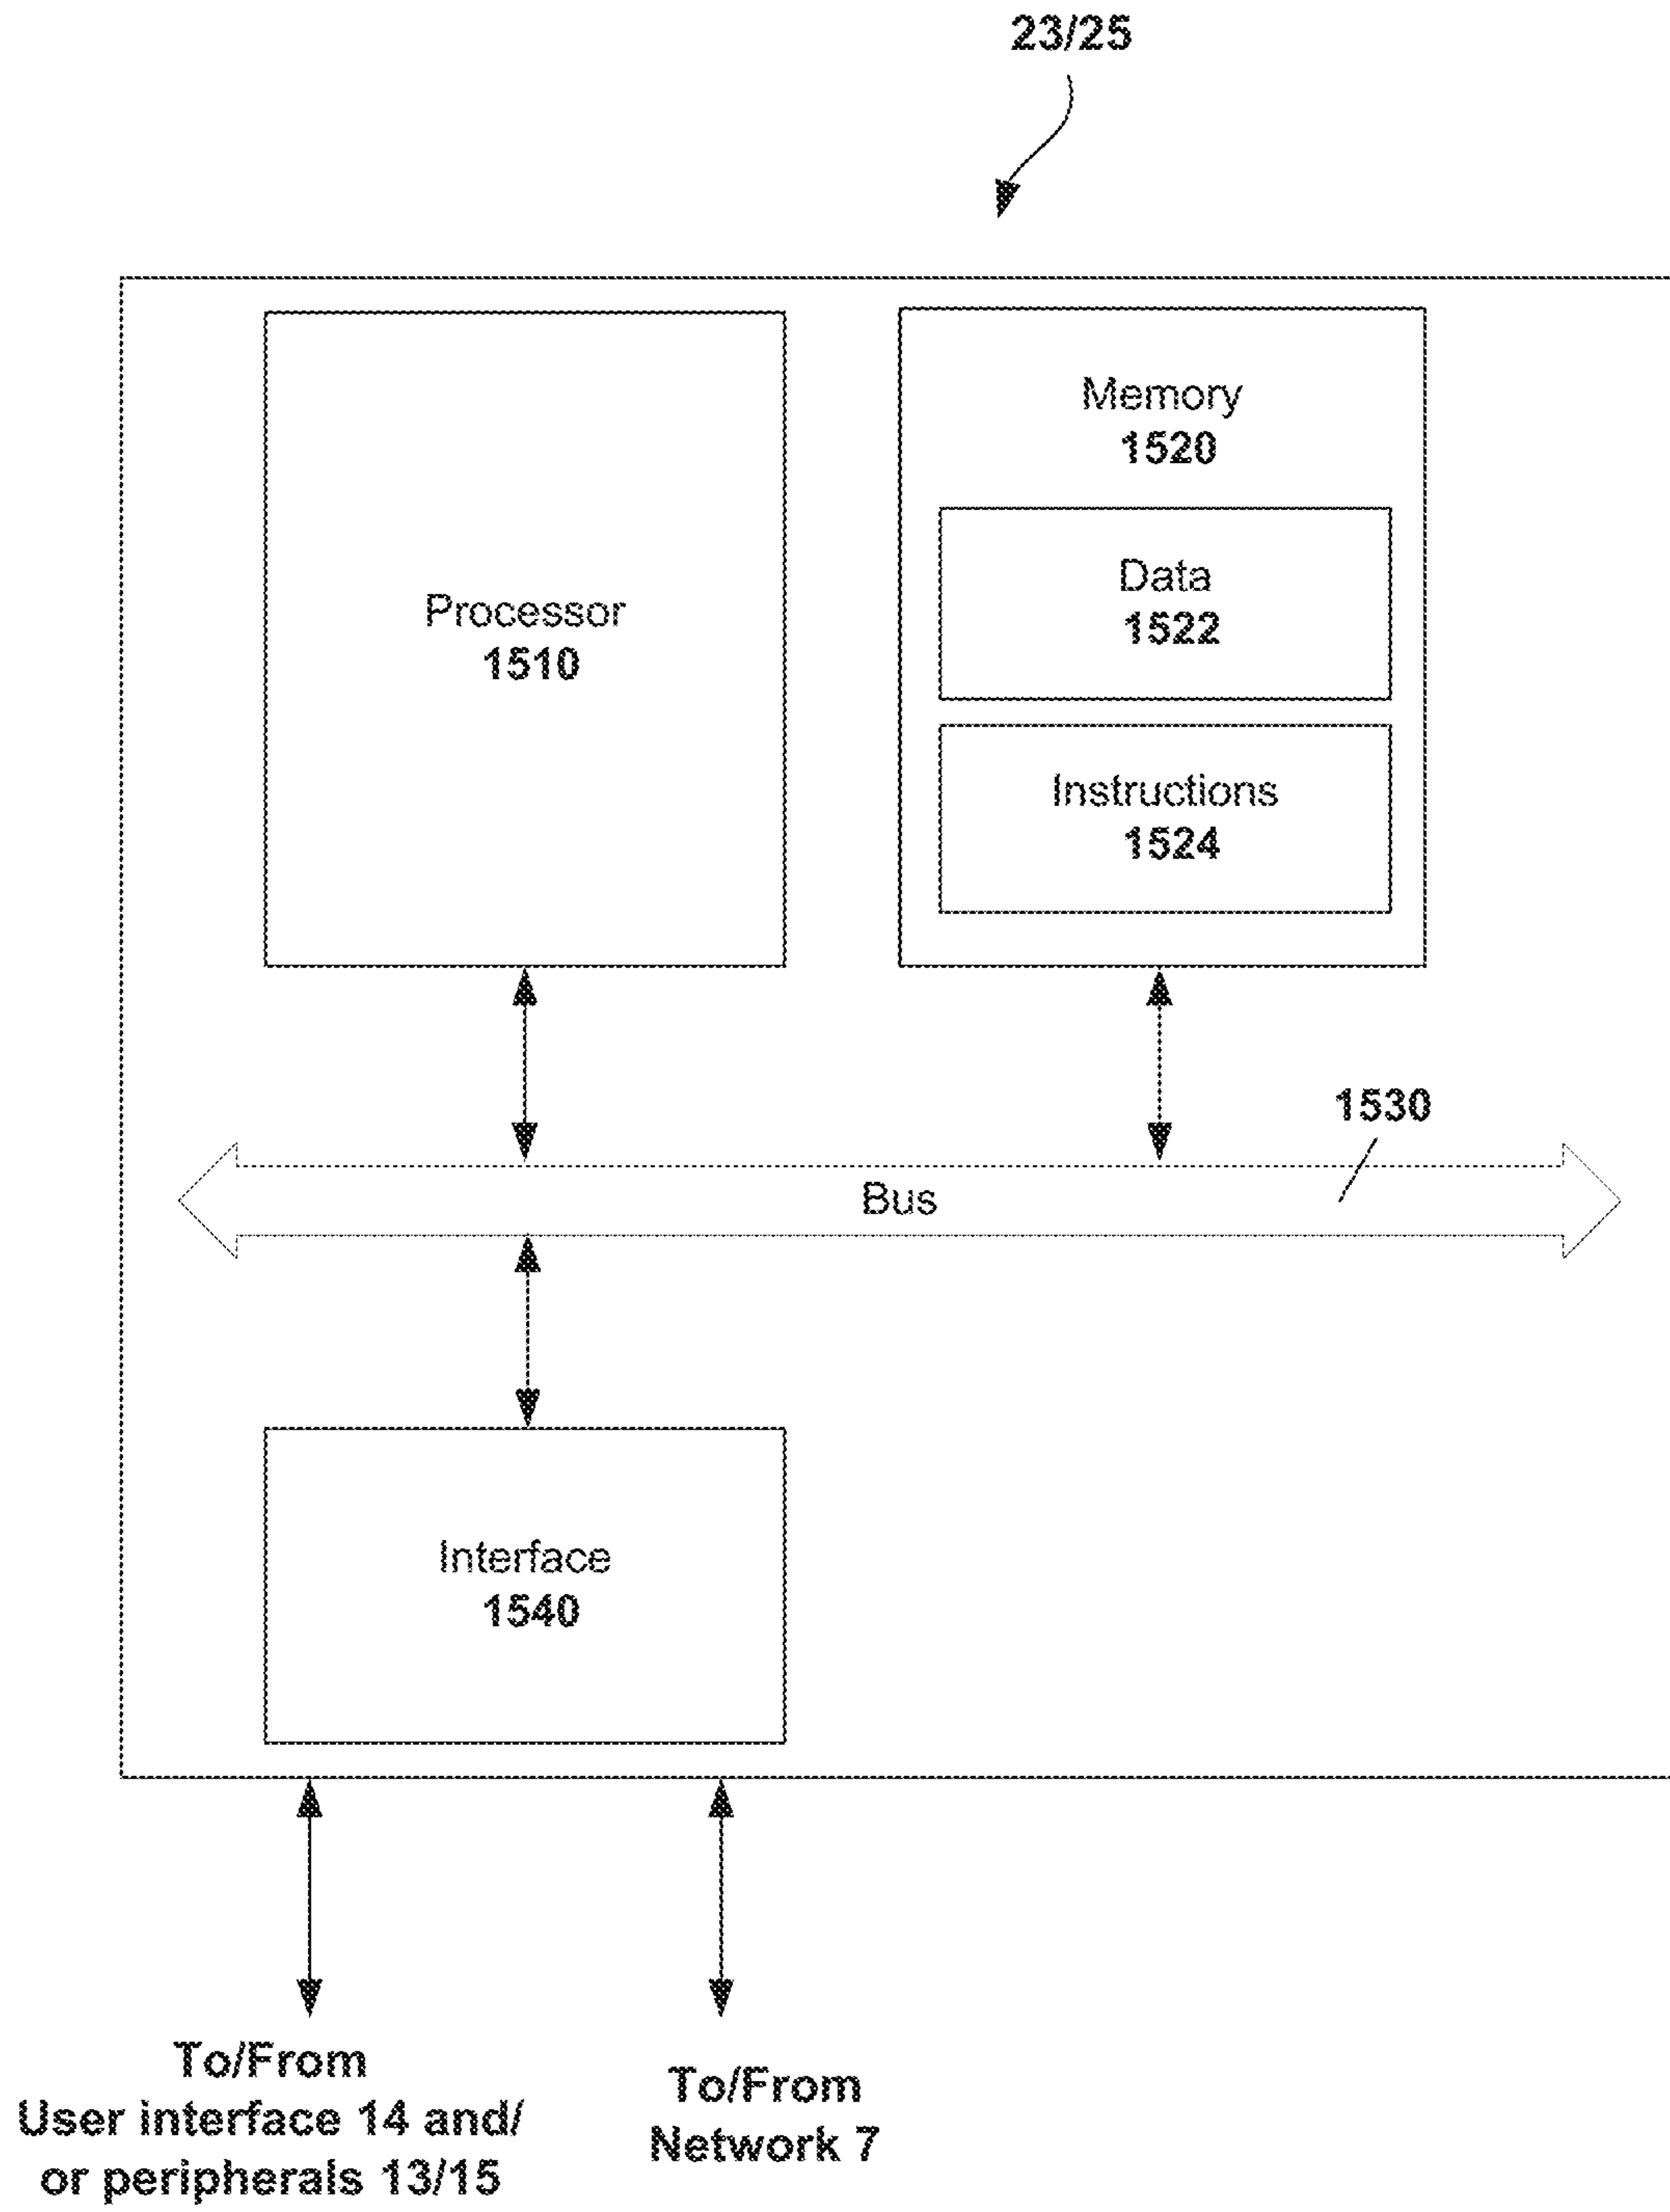 23/25
Memory
1520
Data
1522
Processor
1510
Instructions
1524
1530
Bus
Interface
1540
To/From
User interface 14 and/
or peripherals 13/15
To/From
Network 7